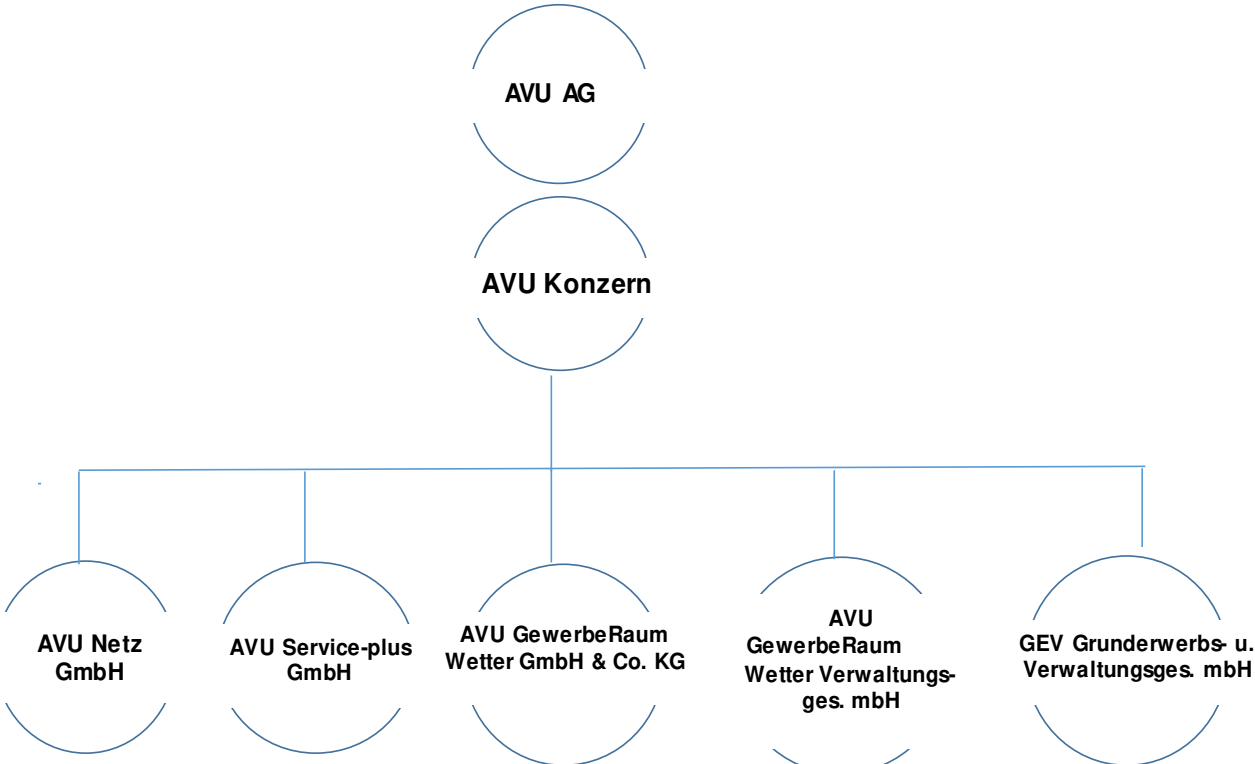 AVU AG
AVU Konzern
AVU Netz
GmbH
AVU Service-plus
GmbH
AVU GewerbeRaum
Wetter GmbH & Co. KG
AVU
GewerbeRaum
Wetter Verwaltungs-
ges. mbH
GEV Grunderwerbs- u.
Verwaltungsges. mbH